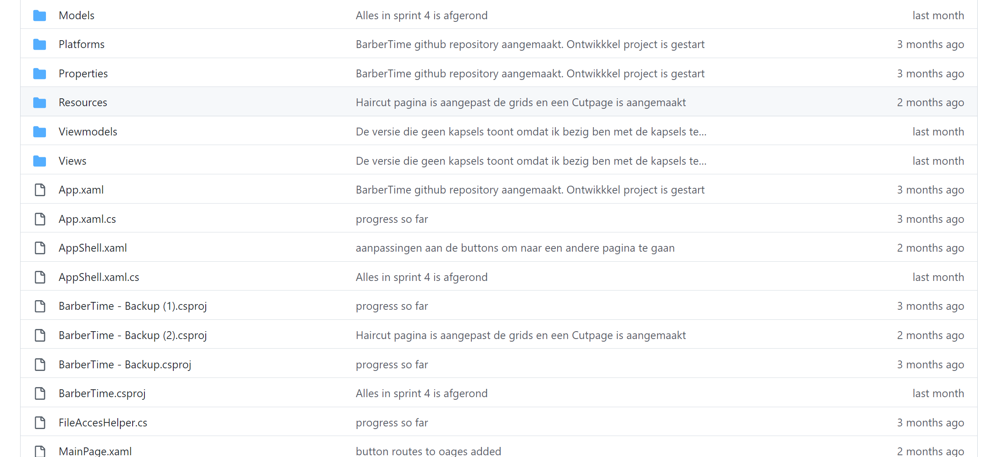 Models Alles in sprint 4 is afgerond last month
Platforms BarberTime github repository aangemaakt. Ontwikkkel project is gestart 3 months ago
Properties BarberTime github repository aangemaakt. Ontwikkkel project is gestart 3 months ago
Resources Haircut pagina is aangepast de grids en een Cutpage is aangemaakt 2 months ago
Viewmodels De versie die geen kapsels toont omdat ik bezig ben met de kapsels te... last month
Views De versie die geen kapsels toont omdat ik bezig ben met de kapsels te... last month
App.xaml BarberTime github repository aangemaakt. Ontwikkkel project is gestart 3 months ago
App.xaml.cs progress so far 3 months ago
AppShell.xaml aanpassingen aan de buttons om naar een andere pagina te gaan 2 months ago
AppShell.xaml.cs Alles in sprint 4 is afgerond last month
BarberTime - Backup (1).csproj progress so far 3 months ago
BarberTime - Backup (2).csproj Haircut pagina is aangepast de grids en een Cutpage is aangemaakt 2 months ago
BarberTime - Backup.csproj progress so far 3 months ago
BarberTime.csproj Alles in sprint 4 is afgerond last month
FileAccesHelper.cs progress so far 3 months ago
MainPage.xaml button routes to oages added 2 months ago